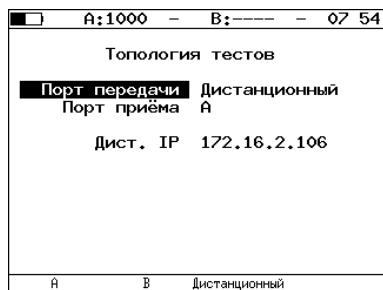 A:1000 – B:---- – 07 54
Топология тестов
Порт передачи Дистанционный
Порт приёма A
Дист. IP 172.16.2.106
A B Дистанционный